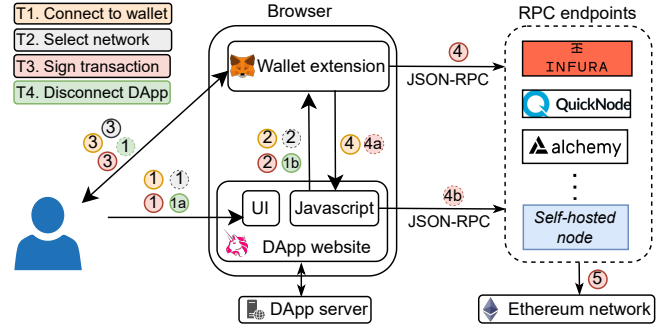 T1. Connect to wallet
T2. Select network
T3. Sign transaction
T4. Disconnect DApp
Browser
RPC endpoints
Wallet extension
4
JSON-RPC
INFURA
QuickNode
alchemy
Self-hosted
node
3
3 1
3
2 2
2 1b
4 4a
1 1
1 1a
UI
Javascript
DApp website
4b
JSON-RPC
5
DApp server
Ethereum network